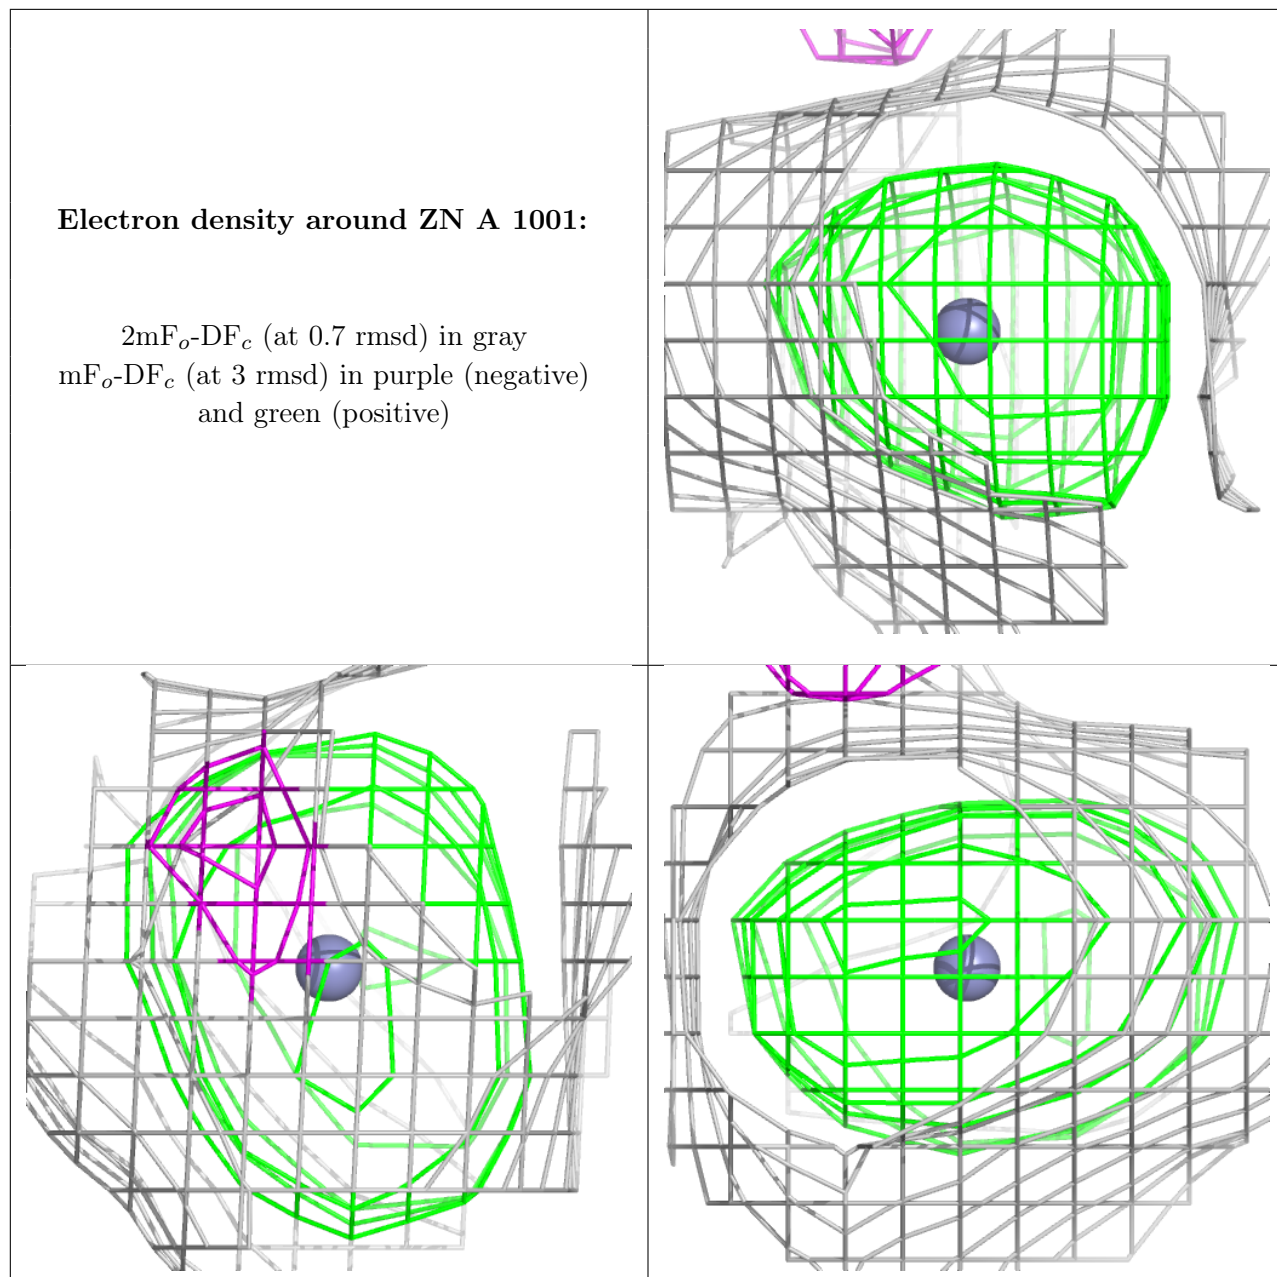 Electron density around ZN A 1001:
2mFo-DFc (at 0.7 rmsd) in gray
mFo-DFc (at 3 rmsd) in purple (negative)
and green (positive)